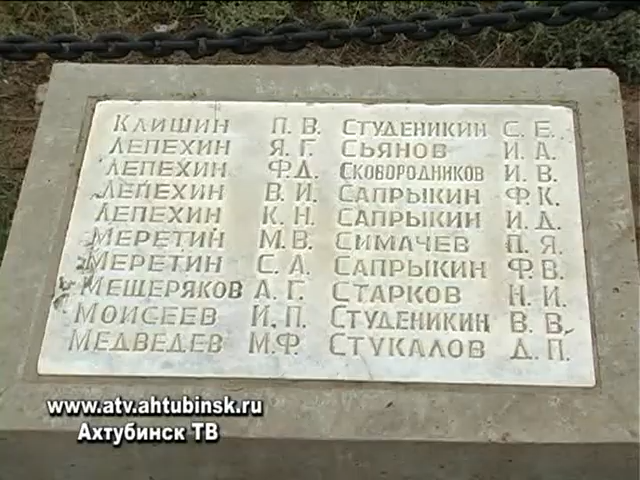 Клишин П. В. Студеникин С. Е.
Лепехин Я. Г. Сьянов И. А.
Лепехин Ф. Д. Сковородников И. В.
Лепехин В. И. Сапрыкин Ф. К.
Лепехин К. Н. Сапрыкин И. Д.
Меретин М. В. Симачев П. Я.
Меретин С. А. Сапрыкин Ф. В.
Мещеряков А. Г. Старков Н. И.
Моисеев И. П. Студеникин В. В.
Медведев М. Ф. Стукалов Д. П.
www.atv.ahtubinsk.ru
Ахтубинск ТВ